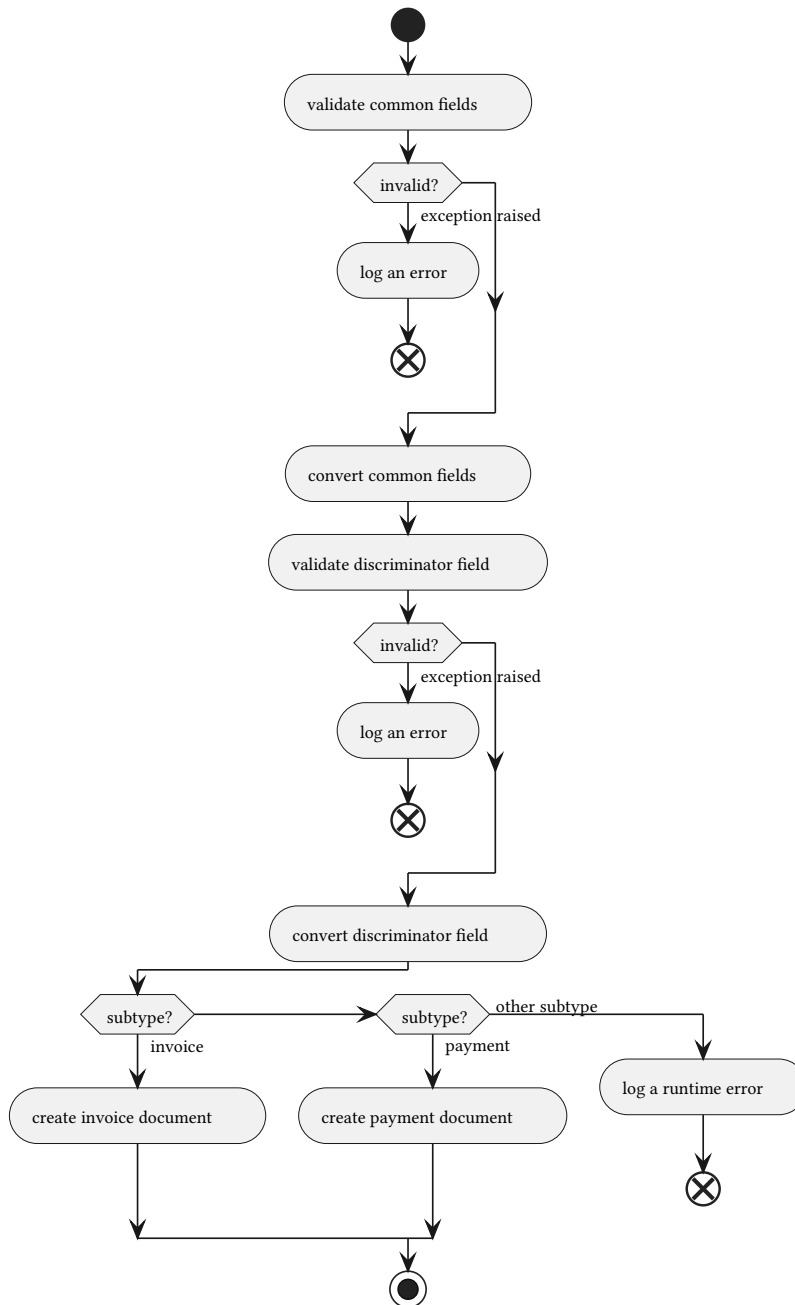 validate common fields
invalid?
exception raised
log an error
convert common fields
validate discriminator field
invalid?
exception raised
log an error
convert discriminator field
subtype?
subtype?
other subtype
invoice
payment
log a runtime error
create invoice document
create payment document